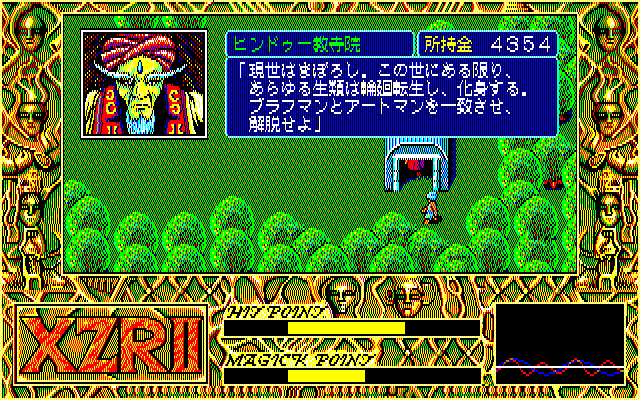 ヒンドゥー教寺院
所持金 4354
「現世はまぼろし。この世にある限り、
あらゆる生類は輪廻転生し、化身する。
ブラフマンとアートマンを一致させ、
解脱せよ」
HIT POINT
XZRII
MAGICK POINT